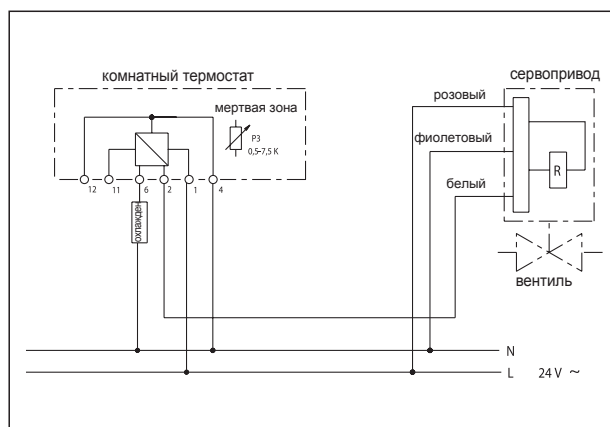 комнатный термостат
сервопривод
мертвая зона
P3
0,5–7,5 K
розовый
фиолетовый
белый
R
12 11 6 2 1 4
охлажден
вентиль
N
L 24 V ~